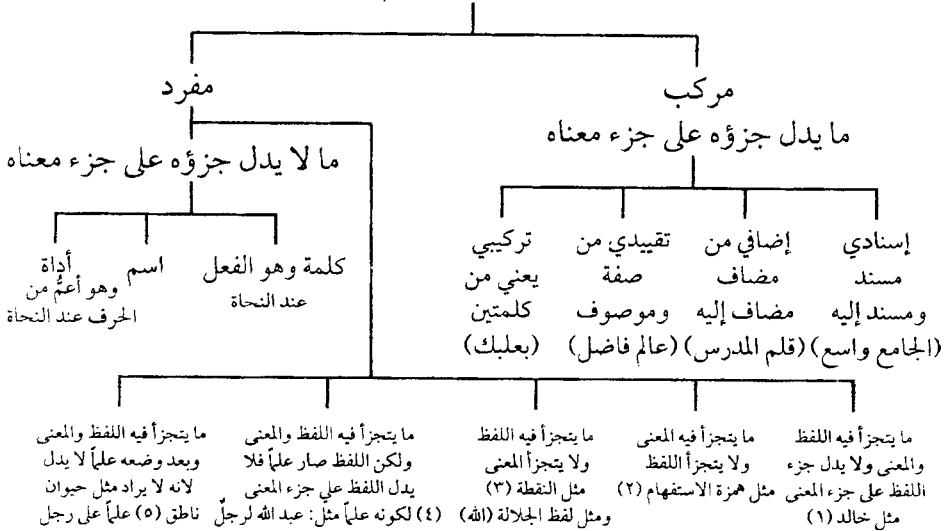 مركب
ما يدل جزؤه على جزء معناه
إسنادي
مسند
ومسند إليه
(الجامع واسع)
إضافي من
مضاف
مضاف إليه
(قلم المدرس)
تقييدي من
صفة
وموصوف
(عالم فاضل)
تركيبي
يعني من
كلمتين
(بعلبك)
مفرد
ما لا يدل جزؤه على جزء معناه
كلمة وهو الفعل
عند النحاة
اسم
أداة
وهو أعمُّ من
الحرف عند النحاة
ما يتجزأ فيه اللفظ
والمعنى ولا يدل جزء
اللفظ على جزء المعنى
مثل خالد (١)
ما يتجزأ فيه المعنى
ولا يتجزأ اللفظ
مثل همزة الاستفهام (٢)
ما يتجزأ فيه اللفظ
ولا يتجزأ المعنى
مثل النقطة (٣)
ومثل لفظ الجلالة (الله)
ما يتجزأ فيه اللفظ والمعنى
ولكن اللفظ صار علماً فلا
يدل اللفظ علي جزء المعنى
(٤) لكونه علماً مثل: عبد الله لرجلٌ
ما يتجزأ فيه اللفظ والمعنى
وبعد وضعه علماً لا يدل
لانه لا يراد مثل حيوان
ناطق (٥) علماً على رجل